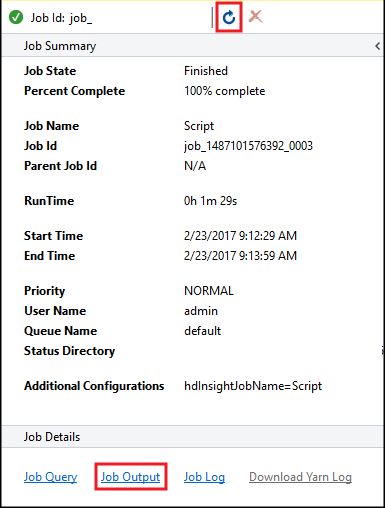 Job Id: job_
Job Summary
Job State Finished
Percent Complete 100% complete
Job Name Script
Job Id job_1487101576392_0003
Parent Job Id N/A
RunTime 0h 1m 29s
Start Time 2/23/2017 9:12:29 AM
End Time 2/23/2017 9:13:59 AM
Priority NORMAL
User Name admin
Queue Name default
Status Directory
Additional Configurations hdInsightJobName=Script
Job Details
Job Query Job Output Job Log Download Yarn Log